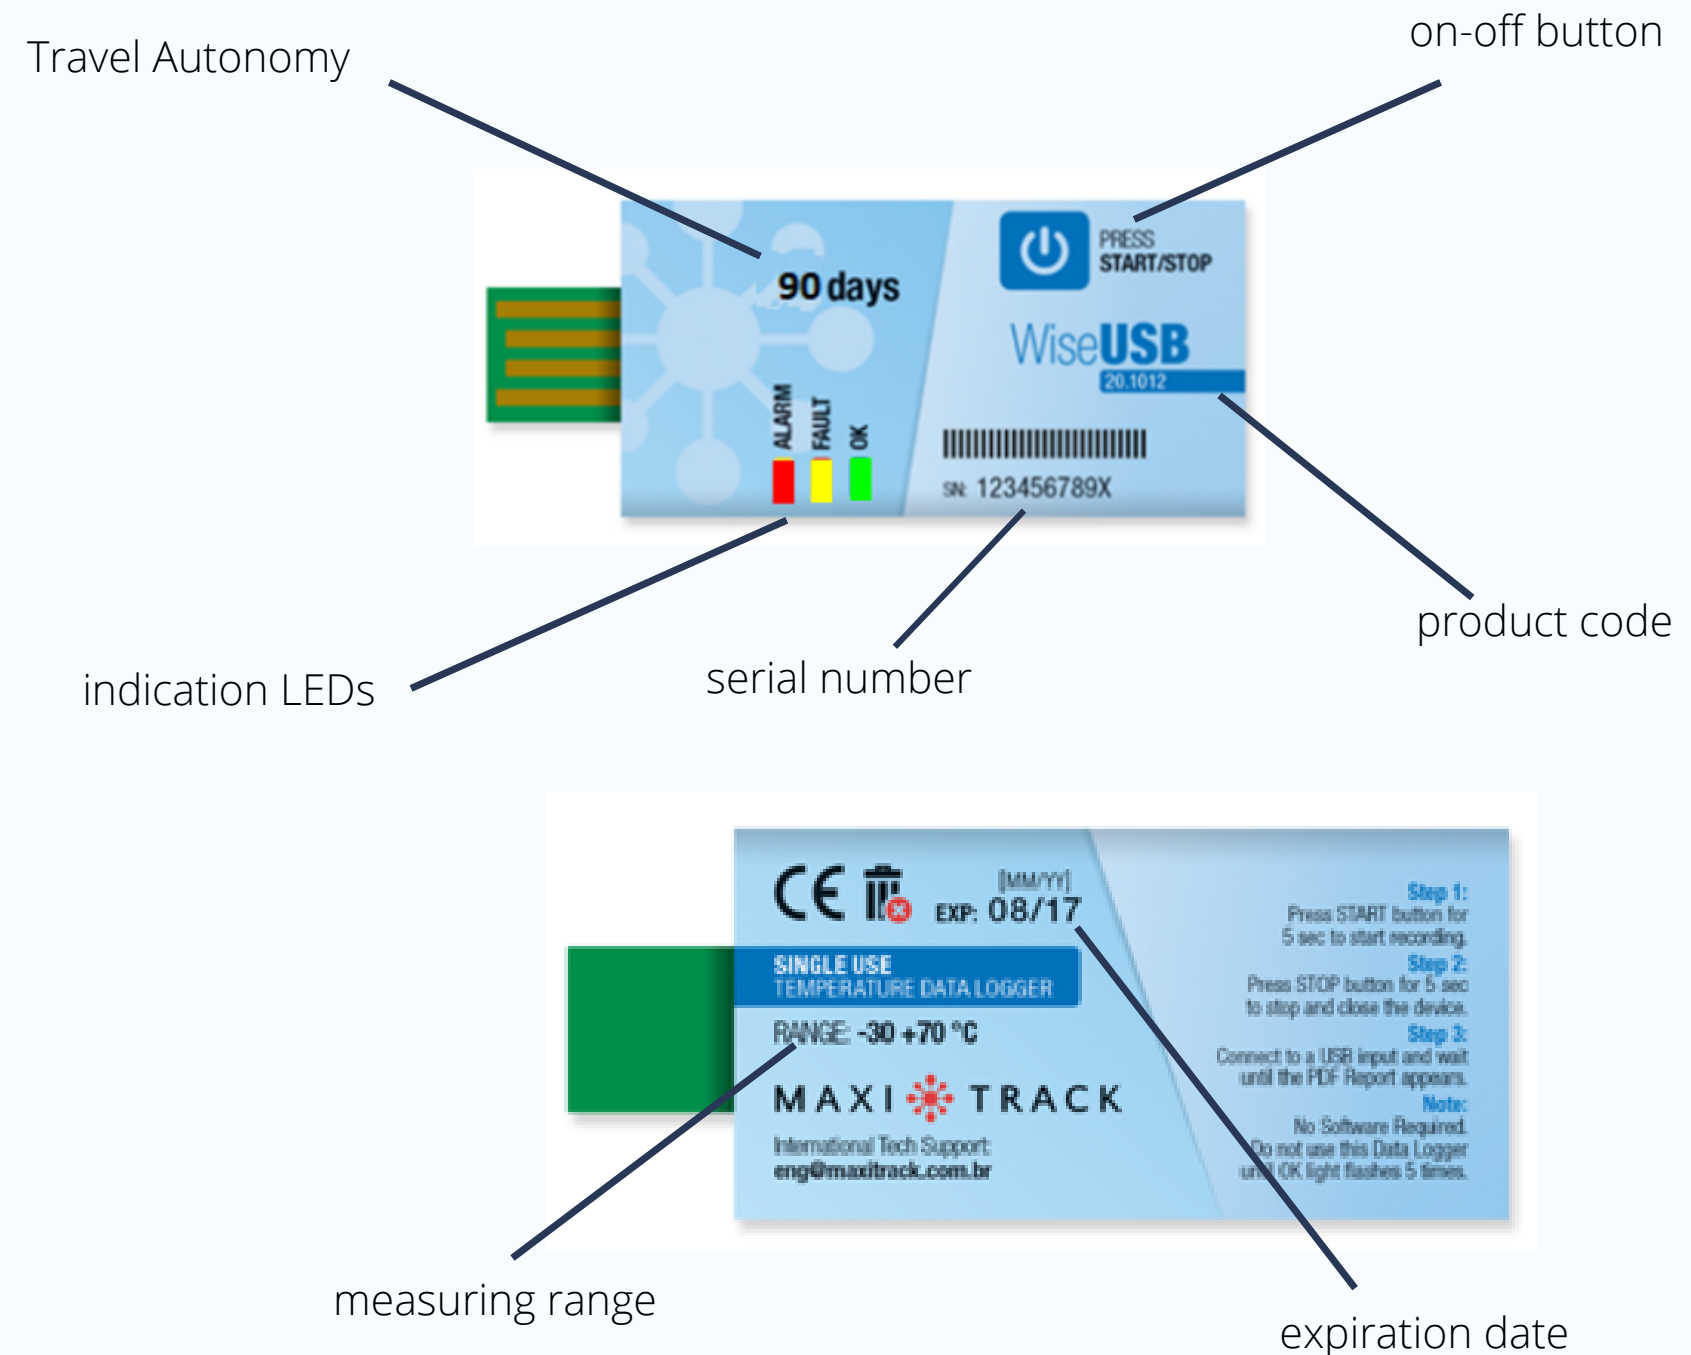 Travel Autonomy
on-off button
90 days
PRESS
START/STOP
WiseUSB
20.1012
ALARM
FAULT
OK
SN: 123456789X
product code
serial number
indication LEDs
CE
[MM/YY]
EXP: 08/17
SINGLE USE
TEMPERATURE DATA LOGGER
RANGE: -30 +70 °C
MAXI TRACK
International Tech Support:
eng@maxitrack.com.br
Step 1:
Press START button for
5 sec to start recording.
Step 2:
Press STOP button for 5 sec
to stop and close the device.
Step 3:
Connect to a USB input and wait
until the PDF Report appears.
Note:
No Software Required.
Do not use this Data Logger
until OK light flashes 5 times.
measuring range
expiration date